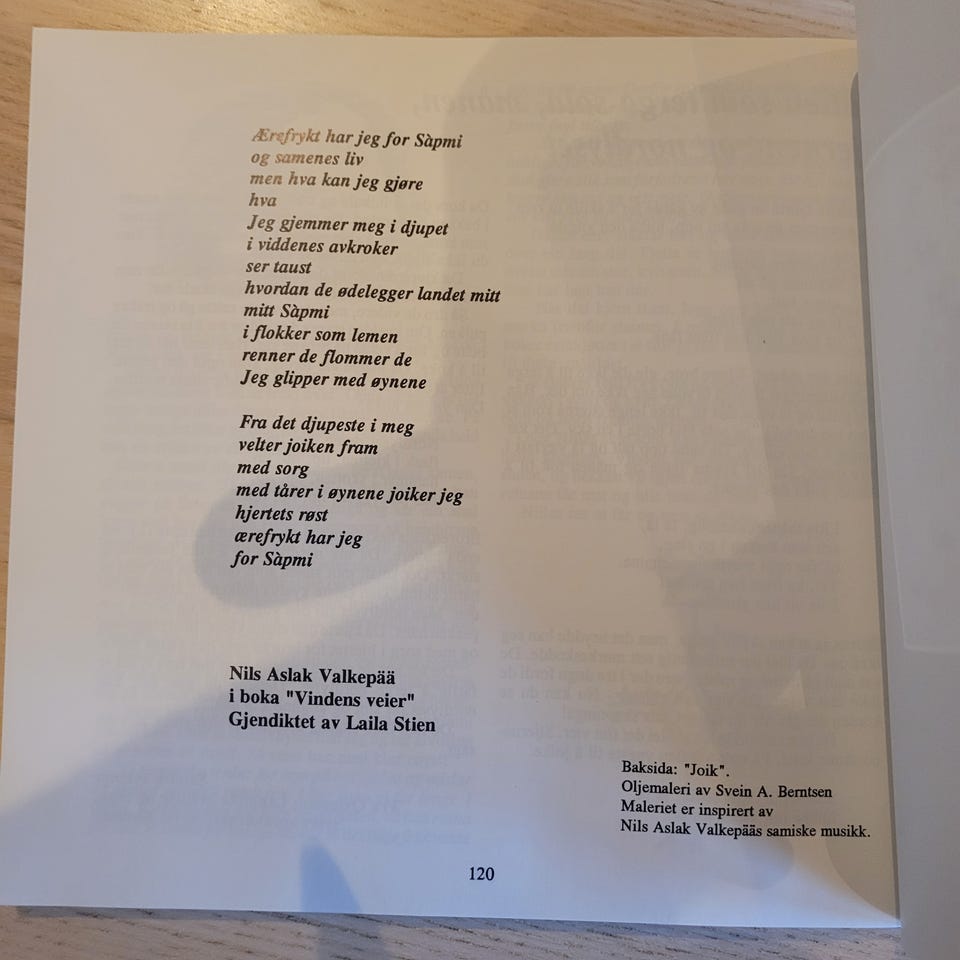 Ærefrykt har jeg for Sàpmi
og samenes liv
men hva kan jeg gjøre
hva
Jeg gjemmer meg i djupet
i viddenes avkroker
ser taust
hvordan de ødelegger landet mitt
mitt Sàpmi
i flokker som lemen
renner de flommer de
Jeg glipper med øynene
Fra det djupeste i meg
velter joiken fram
med sorg
med tårer i øynene joiker jeg
hjertets røst
ærefrykt har jeg
for Sàpmi
Nils Aslak Valkepää
i boka "Vindens veier"
Gjendiktet av Laila Stien
Baksida: "Joik".
Oljemaleri av Svein A. Berntsen
Maleriet er inspirert av
Nils Aslak Valkepääs samiske musikk.
120